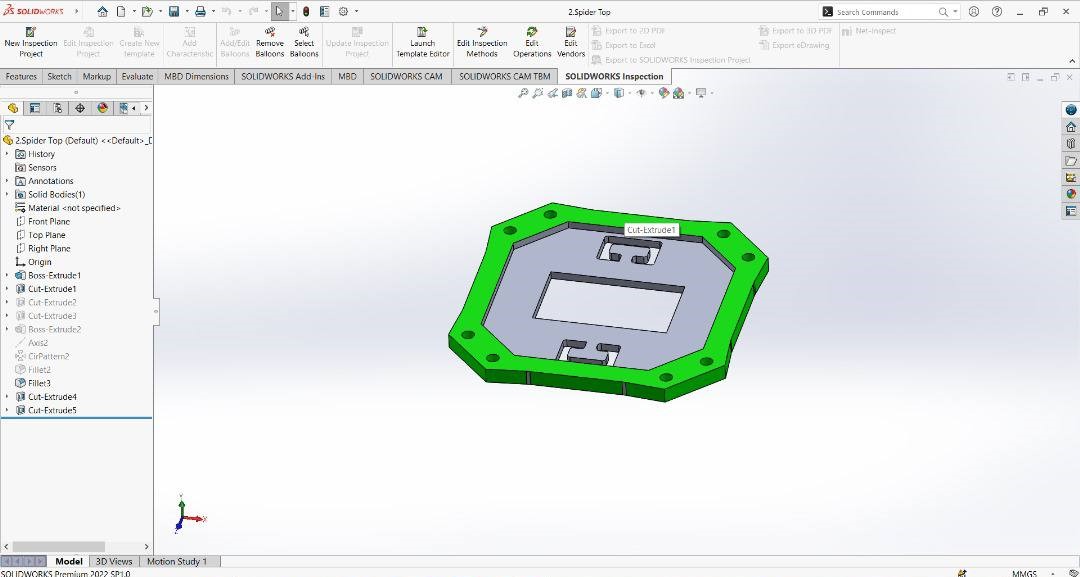 SOLIDWORKS
2.Spider Top
Search Commands
New Inspection Project
Edit Inspection Project
Create New template
Add Characteristic
Add/Edit Balloons
Remove Balloons
Select Balloons
Update Inspection Project
Launch Template Editor
Edit Inspection Methods
Edit Operations
Edit Vendors
Export to 2D PDF
Export to Excel
Export to SOLIDWORKS Inspection Project
Export to 3D PDF
Export eDrawing
Net-Inspect
Features Sketch Markup Evaluate MBD Dimensions SOLIDWORKS Add-Ins MBD SOLIDWORKS CAM SOLIDWORKS CAM TBM SOLIDWORKS Inspection
2.Spider Top (Default) <<Default>_D
History
Sensors
Annotations
Solid Bodies(1)
Material <not specified>
Front Plane
Top Plane
Right Plane
Origin
Boss-Extrude1
Cut-Extrude1
Cut-Extrude2
Cut-Extrude3
Boss-Extrude2
Axis2
CirPattern2
Fillet2
Fillet3
Cut-Extrude4
Cut-Extrude5
Cut-Extrude1
Y
X
Z
Model 3D Views Motion Study 1
SOLIDWORKS Premium 2022 SP1.0
MMGS